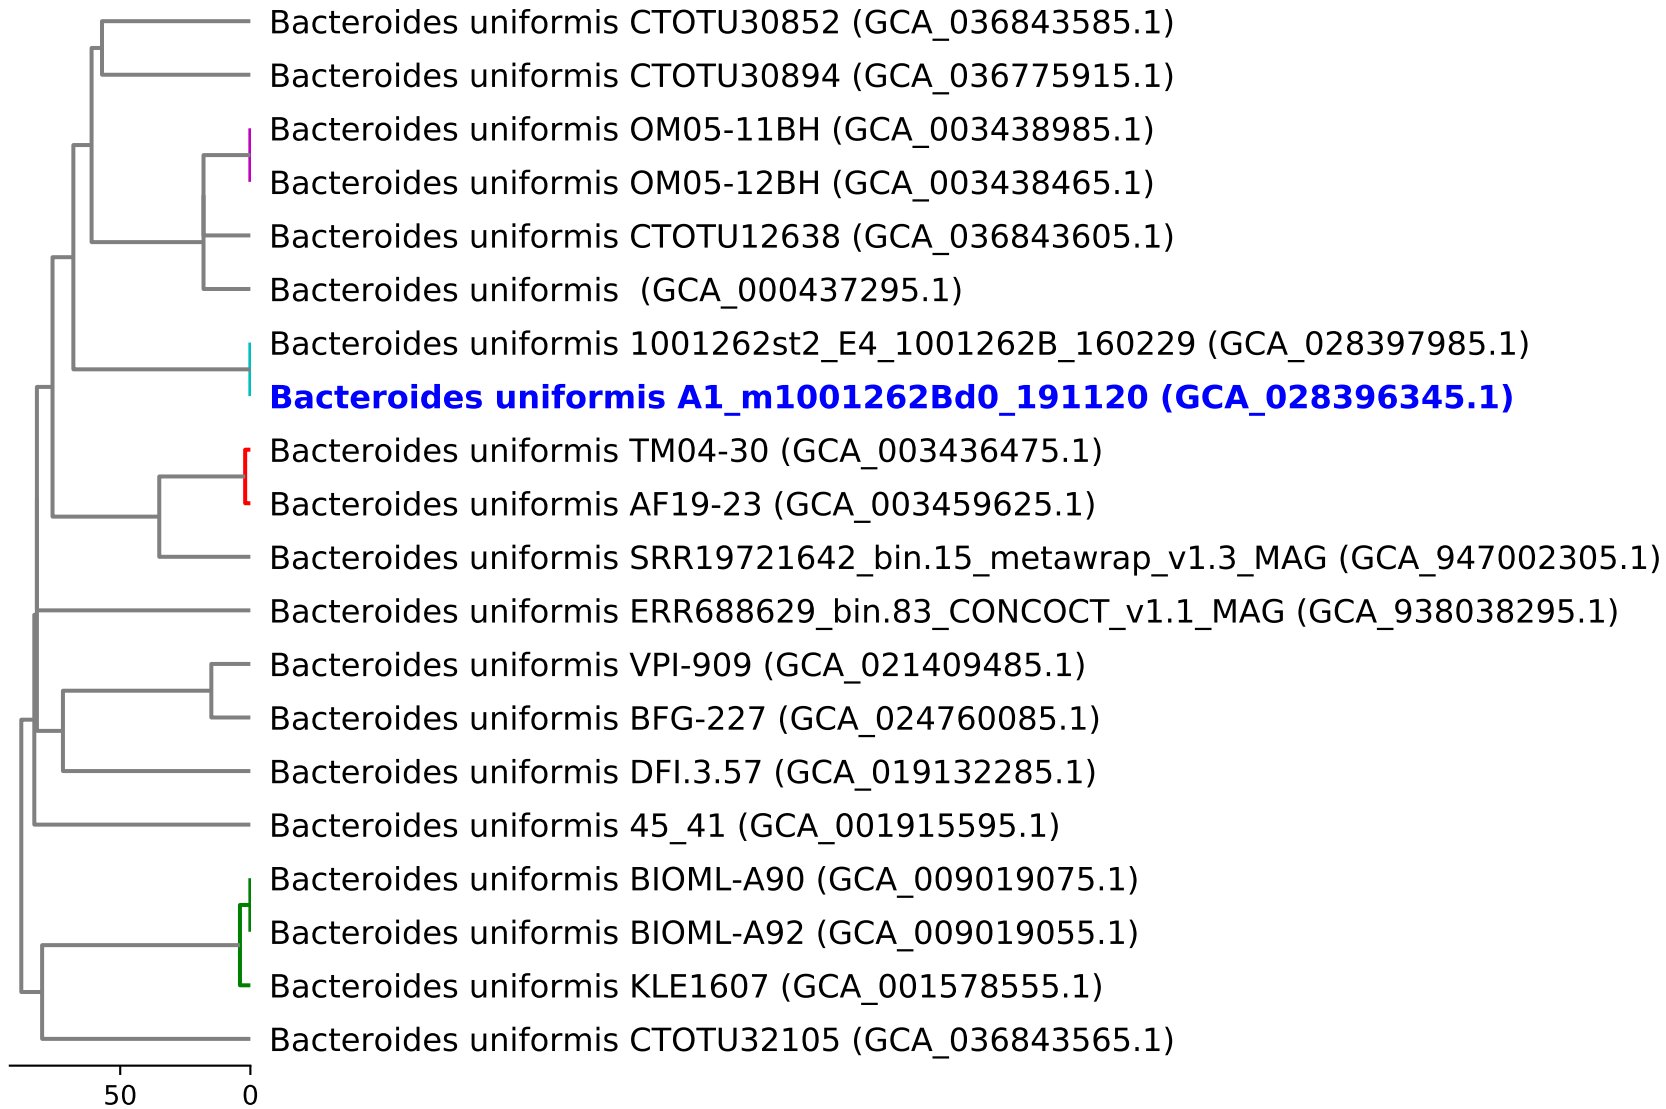 Bacteroides uniformis CTOTU30852 (GCA_036843585.1)
Bacteroides uniformis CTOTU30894 (GCA_036775915.1)
Bacteroides uniformis OM05-11BH (GCA_003438985.1)
Bacteroides uniformis OM05-12BH (GCA_003438465.1)
Bacteroides uniformis CTOTU12638 (GCA_036843605.1)
Bacteroides uniformis  (GCA_000437295.1)
Bacteroides uniformis 1001262st2_E4_1001262B_160229 (GCA_028397985.1)
Bacteroides uniformis A1_m1001262Bd0_191120 (GCA_028396345.1)
Bacteroides uniformis TM04-30 (GCA_003436475.1)
Bacteroides uniformis AF19-23 (GCA_003459625.1)
Bacteroides uniformis SRR19721642_bin.15_metawrap_v1.3_MAG (GCA_947002305.1)
Bacteroides uniformis ERR688629_bin.83_CONCOCT_v1.1_MAG (GCA_938038295.1)
Bacteroides uniformis VPI-909 (GCA_021409485.1)
Bacteroides uniformis BFG-227 (GCA_024760085.1)
Bacteroides uniformis DFI.3.57 (GCA_019132285.1)
Bacteroides uniformis 45_41 (GCA_001915595.1)
Bacteroides uniformis BIOML-A90 (GCA_009019075.1)
Bacteroides uniformis BIOML-A92 (GCA_009019055.1)
Bacteroides uniformis KLE1607 (GCA_001578555.1)
Bacteroides uniformis CTOTU32105 (GCA_036843565.1)
50 0